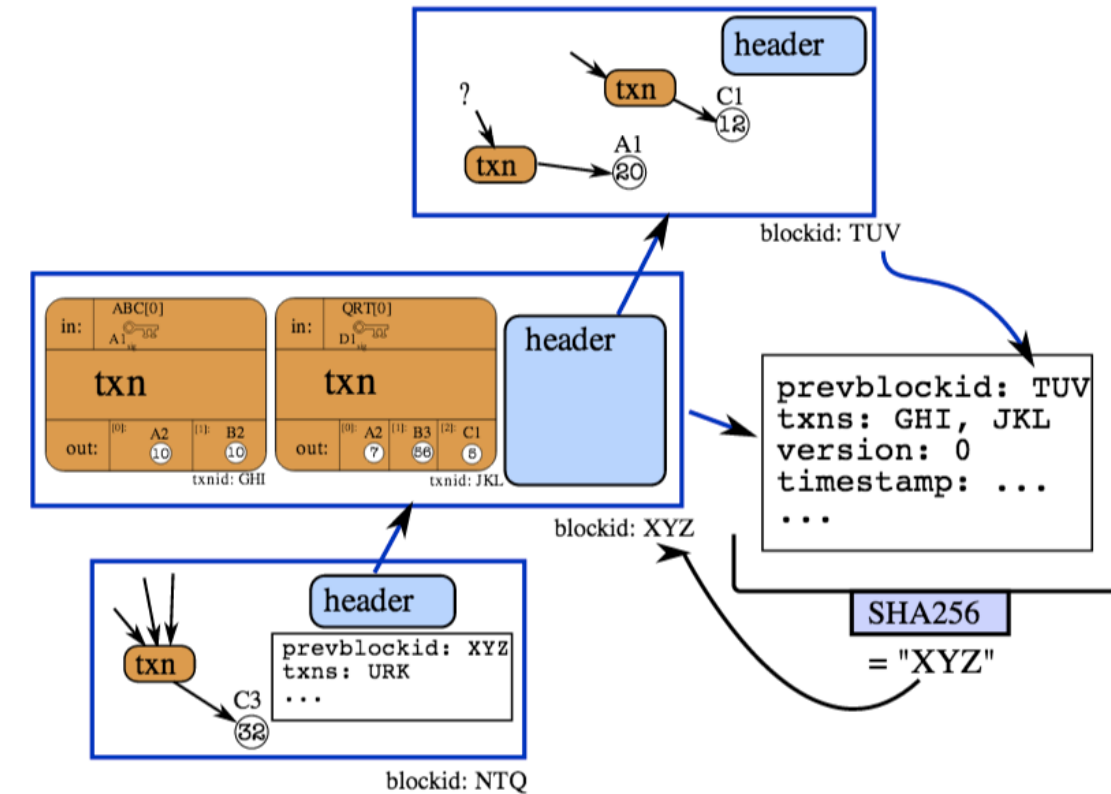 header
?
txn
C1
12
txn
A1
20
blockid: TUV
in:
ABC[0]
A1sig
txn
out:
[0]:
A2
10
[1]:
B2
10
txnid: GHI
in:
QRT[0]
D1sig
txn
out:
[0]:
A2
7
[1]:
B3
56
[2]:
C1
5
txnid: JKL
header
blockid: XYZ
prevblockid: TUV
txns: GHI, JKL
version: 0
timestamp: ...
...
SHA256
= "XYZ"
header
txn
C3
32
prevblockid: XYZ
txns: URK
...
blockid: NTQ